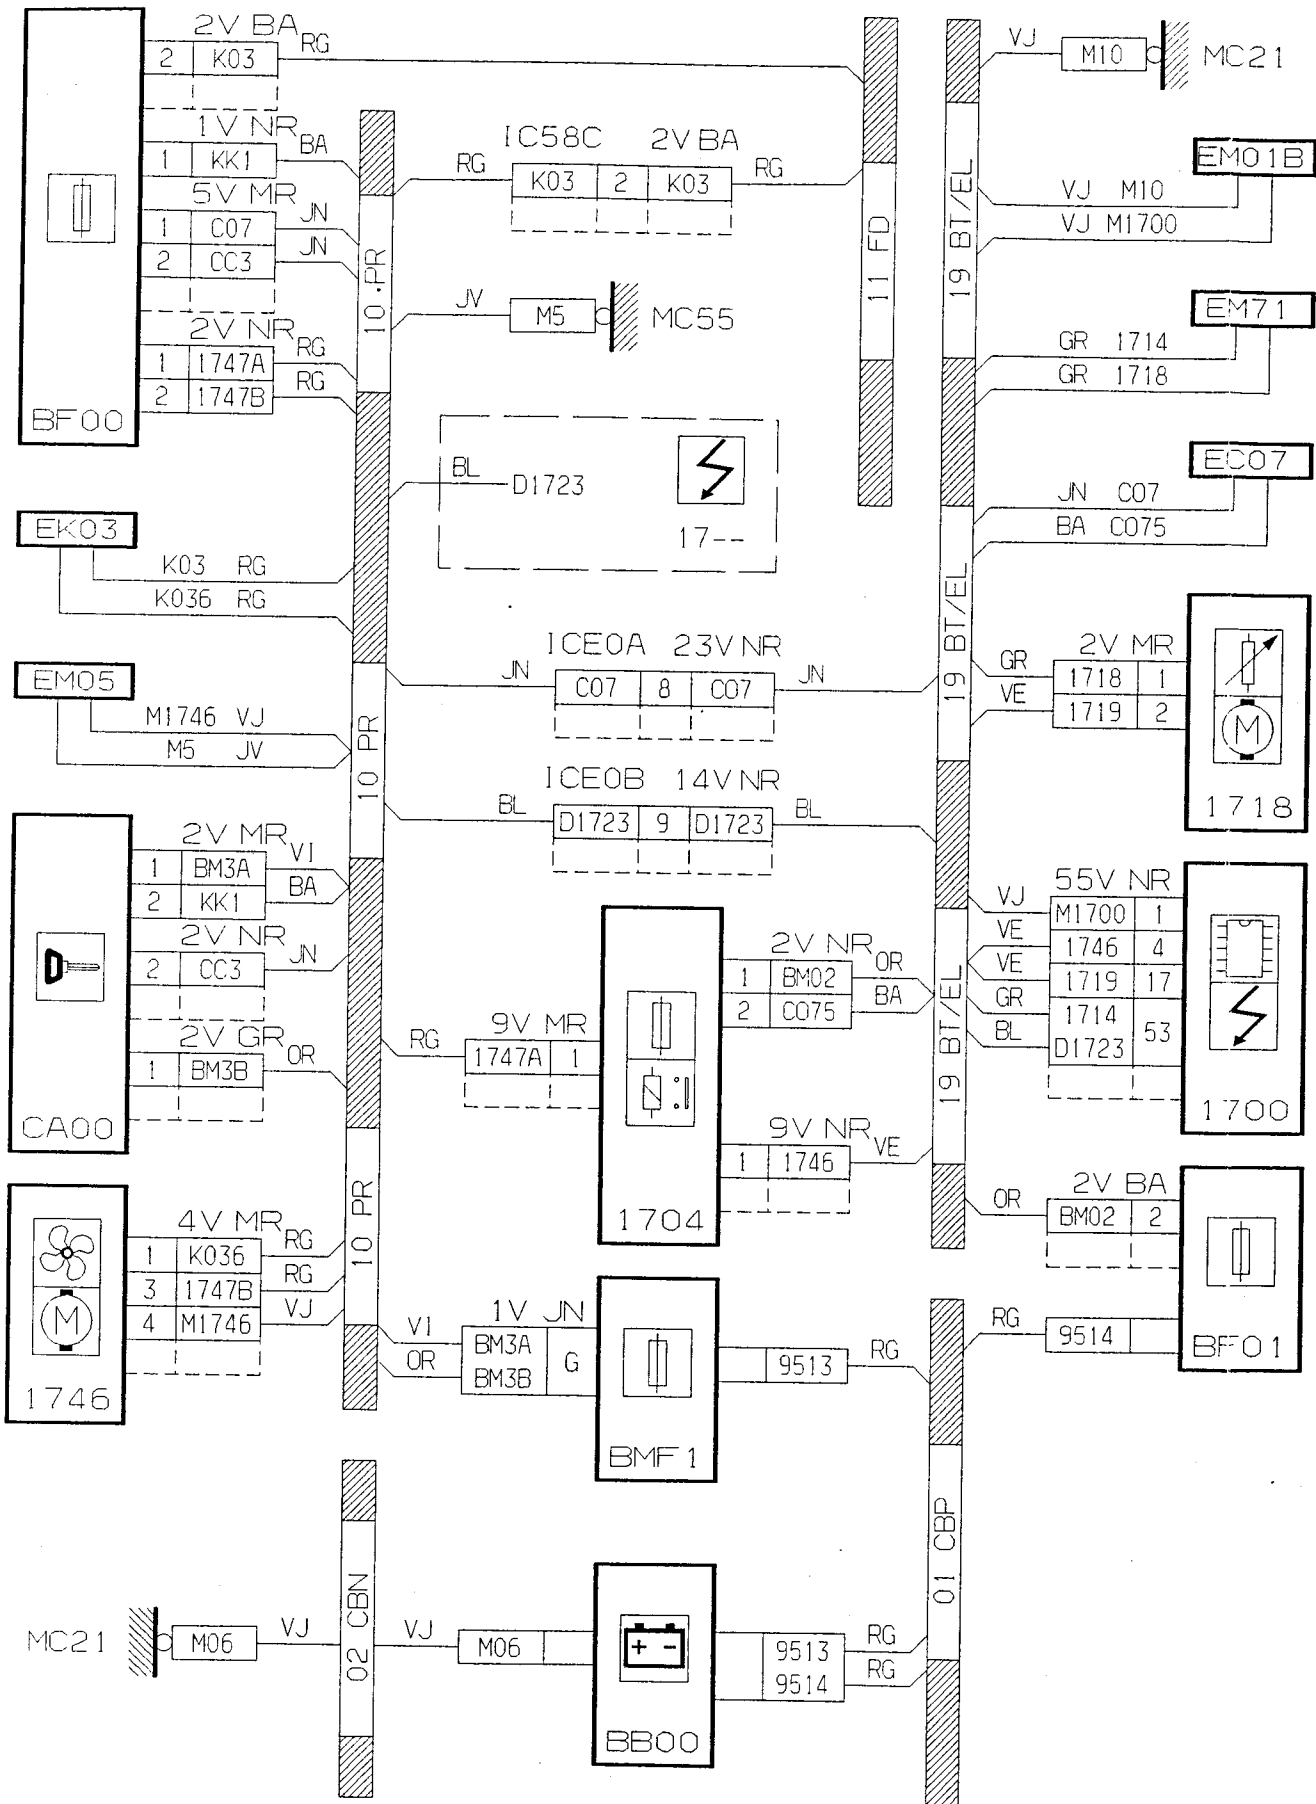 2V BA RG
2 K03
1V NR BA
1 KK1
5V MR
1 C07 JN
2 CC3 JN
2V NR
1 1747A RG
2 1747B RG
BF00
10.PR
IC58C 2V BA
RG K03 2 K03 RG
JV M5 MC55
11 FD
19 BT/EL
VJ M10 MC21
EM01B
VJ M10
VJ M1700
EM71
GR 1714
GR 1718
BL D1723
17--
EC07
JN C07
BA C075
EK03
K03 RG
K036 RG
ICE0A 23V NR
JN C07 8 C07 JN
19 BT/EL
2V MR
GR 1718 1
VE 1719 2
M
1718
EM05
M1746 VJ
M5 JV
10 PR
ICE0B 14V NR
BL D1723 9 D1723 BL
2V MR
1 BM3A VI
2 KK1 BA
2V NR
2 CC3 JN
2V GR
1 BM3B OR
CA00
55V NR
VJ M1700 1
VE 1746 4
VE 1719 17
GR 1714 53
BL D1723
1700
2V NR
1 BM02 OR
2 C075 BA
9V MR
RG 1747A 1
19 BT/EL
9V NR
1 1746 VE
1704
10 PR
2V BA
OR BM02 2
RG 9514
BF01
4V MR
1 K036 RG
3 1747B RG
4 M1746 VJ
M
1746
1V JN
VI BM3A G
OR BM3B
9513 RG
BMF1
01 CBP
02 CBN
MC21 M06 VJ
VJ M06
+ -
9513 RG
9514 RG
BB00